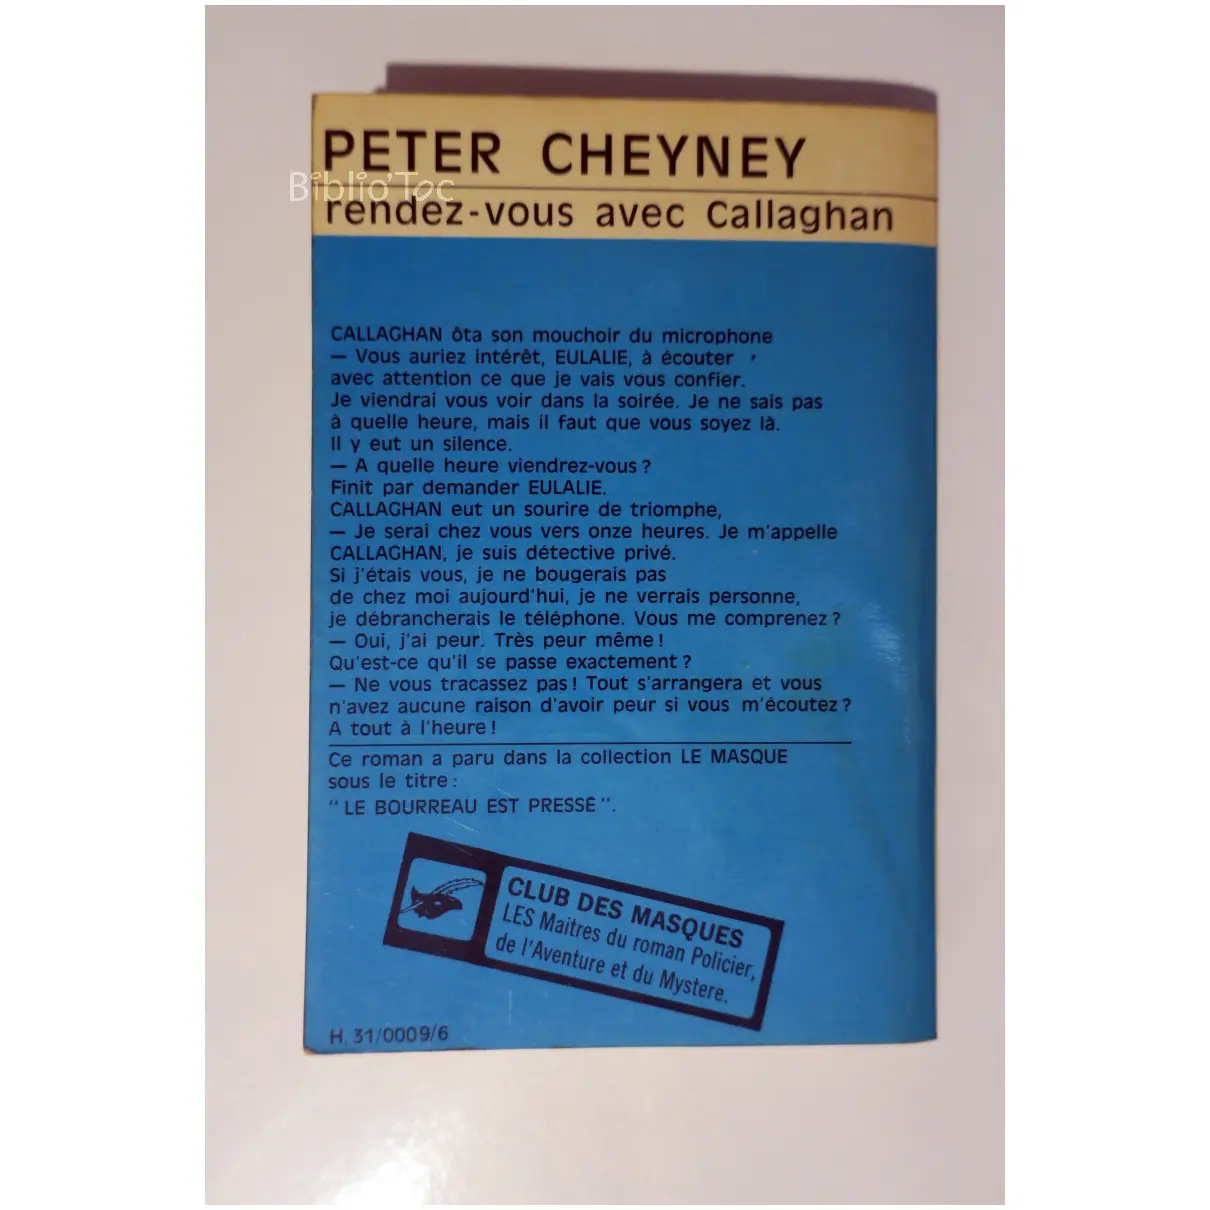 PETER CHEYNEY
Biblio'Toc
rendez-vous avec Callaghan
CALLAGHAN ôta son mouchoir du microphone
— Vous auriez intérêt, EULALIE, à écouter
avec attention ce que je vais vous confier.
Je viendrai vous voir dans la soirée. Je ne sais pas
à quelle heure, mais il faut que vous soyez là.
Il y eut un silence.
— A quelle heure viendrez-vous ?
Finit par demander EULALIE.
CALLAGHAN eut un sourire de triomphe,
— Je serai chez vous vers onze heures. Je m'appelle
CALLAGHAN, je suis détective privé.
Si j'étais vous, je ne bougerais pas
de chez moi aujourd'hui, je ne verrais personne,
je débrancherais le téléphone. Vous me comprenez ?
— Oui, j'ai peur. Très peur même !
Qu'est-ce qu'il se passe exactement ?
— Ne vous tracassez pas ! Tout s'arrangera et vous
n'avez aucune raison d'avoir peur si vous m'écoutez ?
A tout à l'heure !
Ce roman a paru dans la collection LE MASQUE
sous le titre :
"LE BOURREAU EST PRESSÉ".
CLUB DES MASQUES
LES Maitres du roman Policier,
de l'Aventure et du Mystere.
H. 31/0009/6